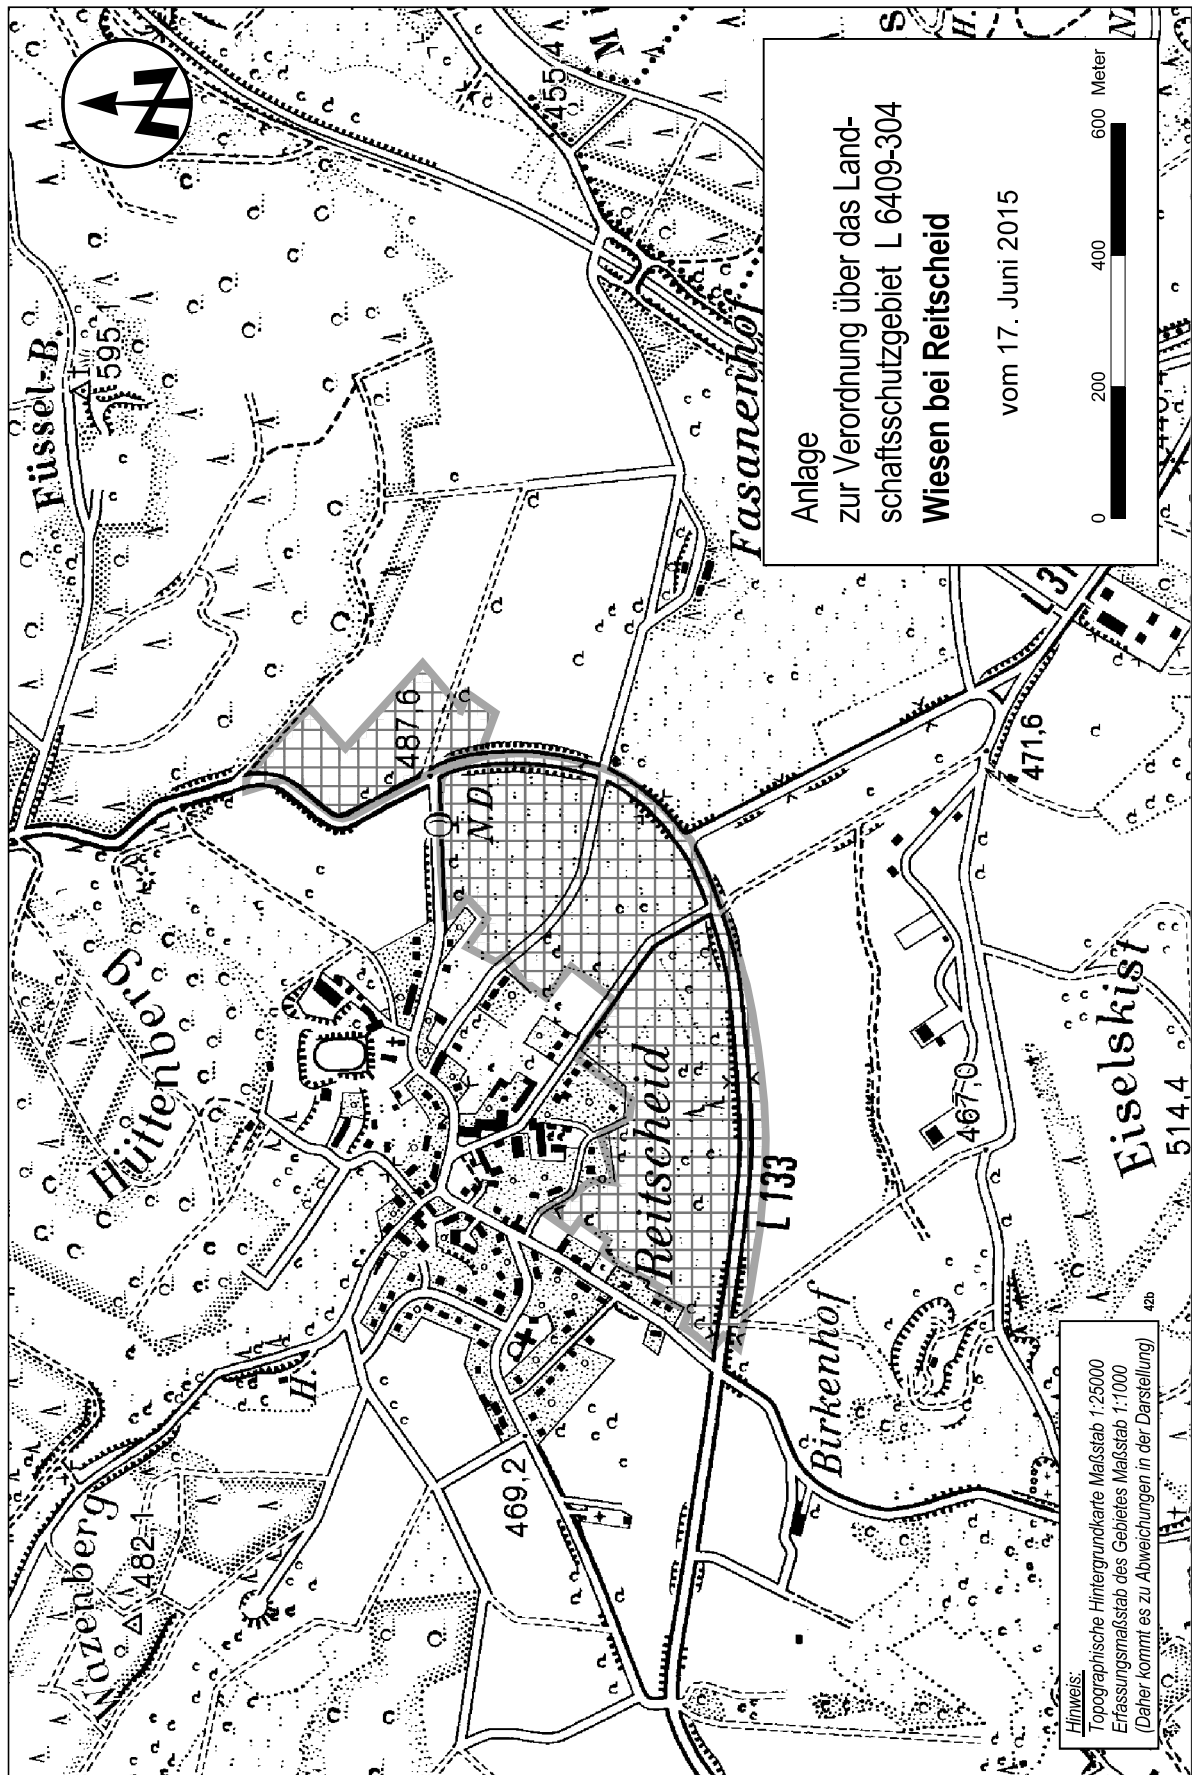 Anlage
zur Verordnung über das Land-
schaftsschutzgebiet L 6409-304
Wiesen bei Reitscheid
vom 17. Juni 2015
0 200 400 600 Meter
N
Füssel-B.
595,1
455,4
H.
Fasanenhof
487,6
N.D.
Hüttenberg
Reitscheid
L 133
471,6
467,0
Eiselskist
514,4
Birkenhof
H.
469,2
482,1
Hinweis:
Topographische Hintergrundkarte Maßstab 1:25000
Erfassungsmaßstab des Gebietes Maßstab 1:1000
(Daher kommt es zu Abweichungen in der Darstellung)
42b